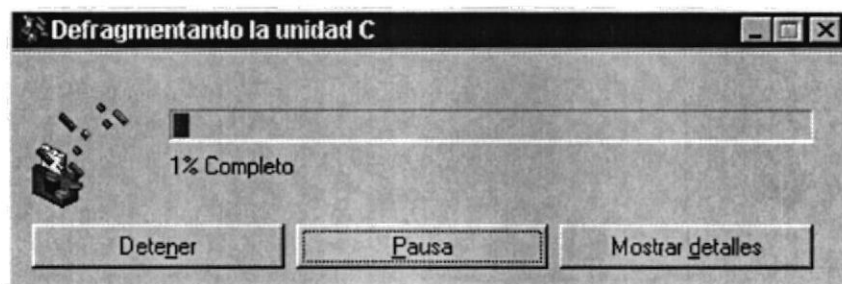 Defragmentando la unidad C
1% Completo
Detener
Pausa
Mostrar detalles